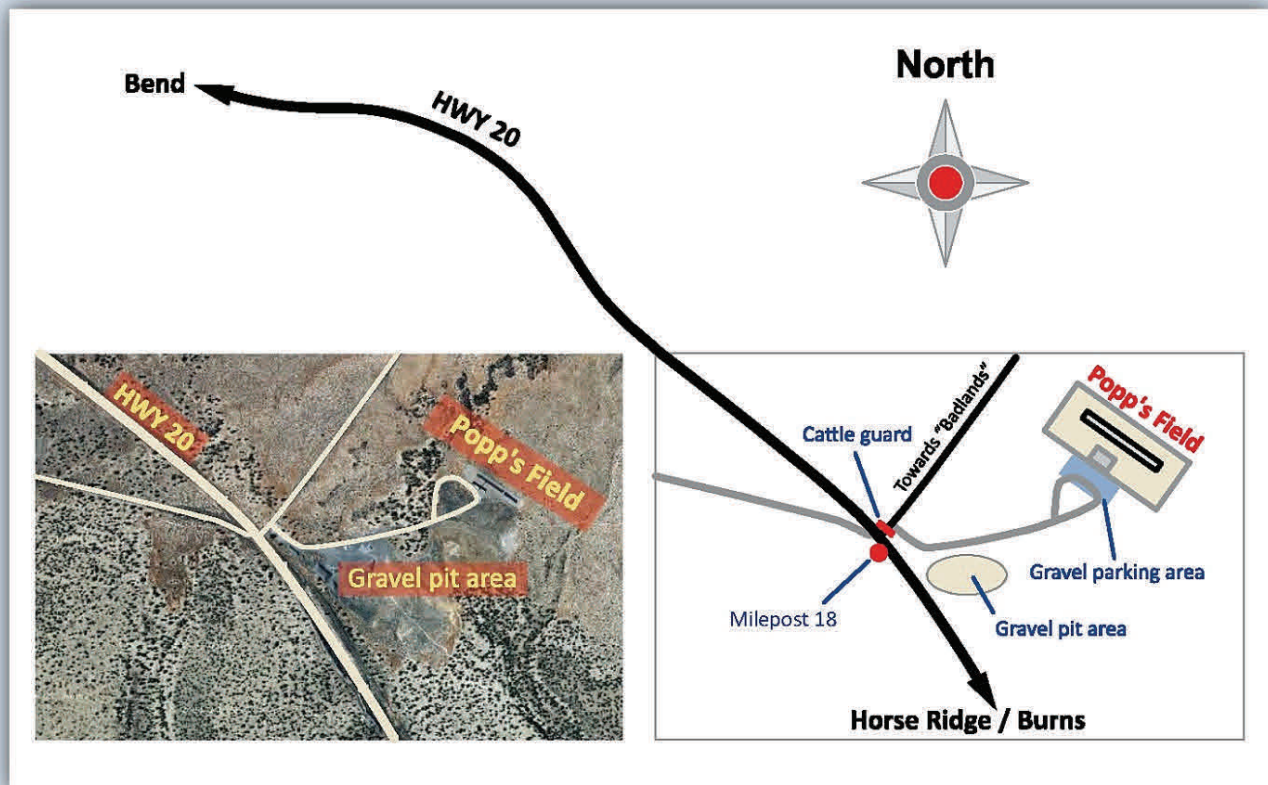 North
Bend
HWY 20
HWY 20
Popp's Field
Gravel pit area
Popp's Field
Towards "Badlands"
Cattle guard
Gravel parking area
Milepost 18
Gravel pit area
Horse Ridge / Burns